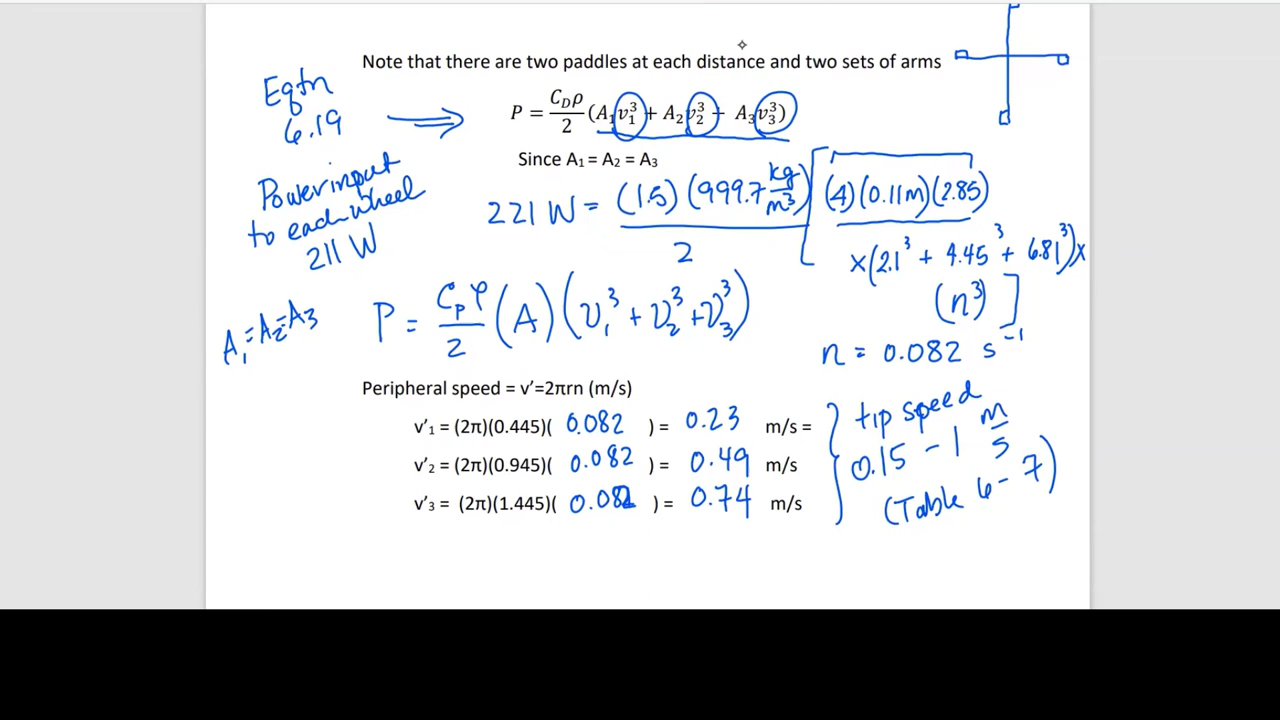 Note that there are two paddles at each distance and two sets of arms
Eqtn
6.19
P = C_Dρ/2 (A₁v₁³ + A₂v₂³ + A₃v₃³)
Since A₁ = A₂ = A₃
Power input
to each wheel
211 W
221 W = (1.5)(999.7 kg/m³)/2 [(4)(0.11m)(2.85)
x(2.1³ + 4.45³ + 6.81³)x
(n³)]
A₁=A₂=A₃
P = C_Pρ/2 (A)(v₁³ + v₂³ + v₃³)
n = 0.082 s⁻¹
Peripheral speed = v’=2πrn (m/s)
v’₁ = (2π)(0.445)( 0.082 ) = 0.23 m/s =
v’₂ = (2π)(0.945)( 0.082 ) = 0.49 m/s
v’₃ = (2π)(1.445)( 0.082 ) = 0.74 m/s
tip speed
0.15 - 1 m/s
(Table 6-7)